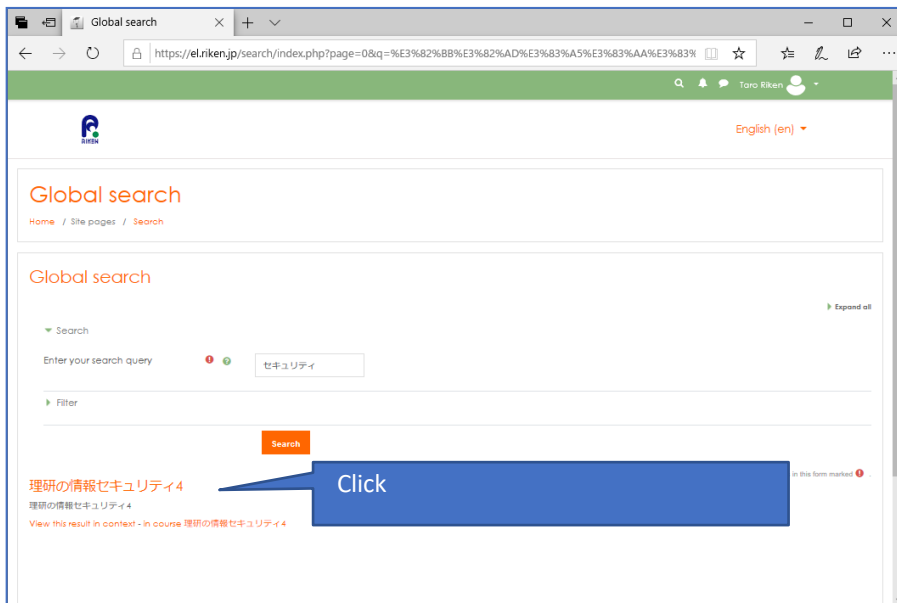 Global search
https://el.riken.jp/search/index.php?page=0&q=%E3%82%BB%E3%82%AD%E3%83%A5%E3%83%AA%E3%83%
Taro Riken
RIKEN
English (en)
Global search
Home / Site pages / Search
Global search
Expand all
Search
Enter your search query
セキュリティ
Filter
Search
in this form marked .
Click
理研の情報セキュリティ4
理研の情報セキュリティ4
View this result in context - in course 理研の情報セキュリティ4